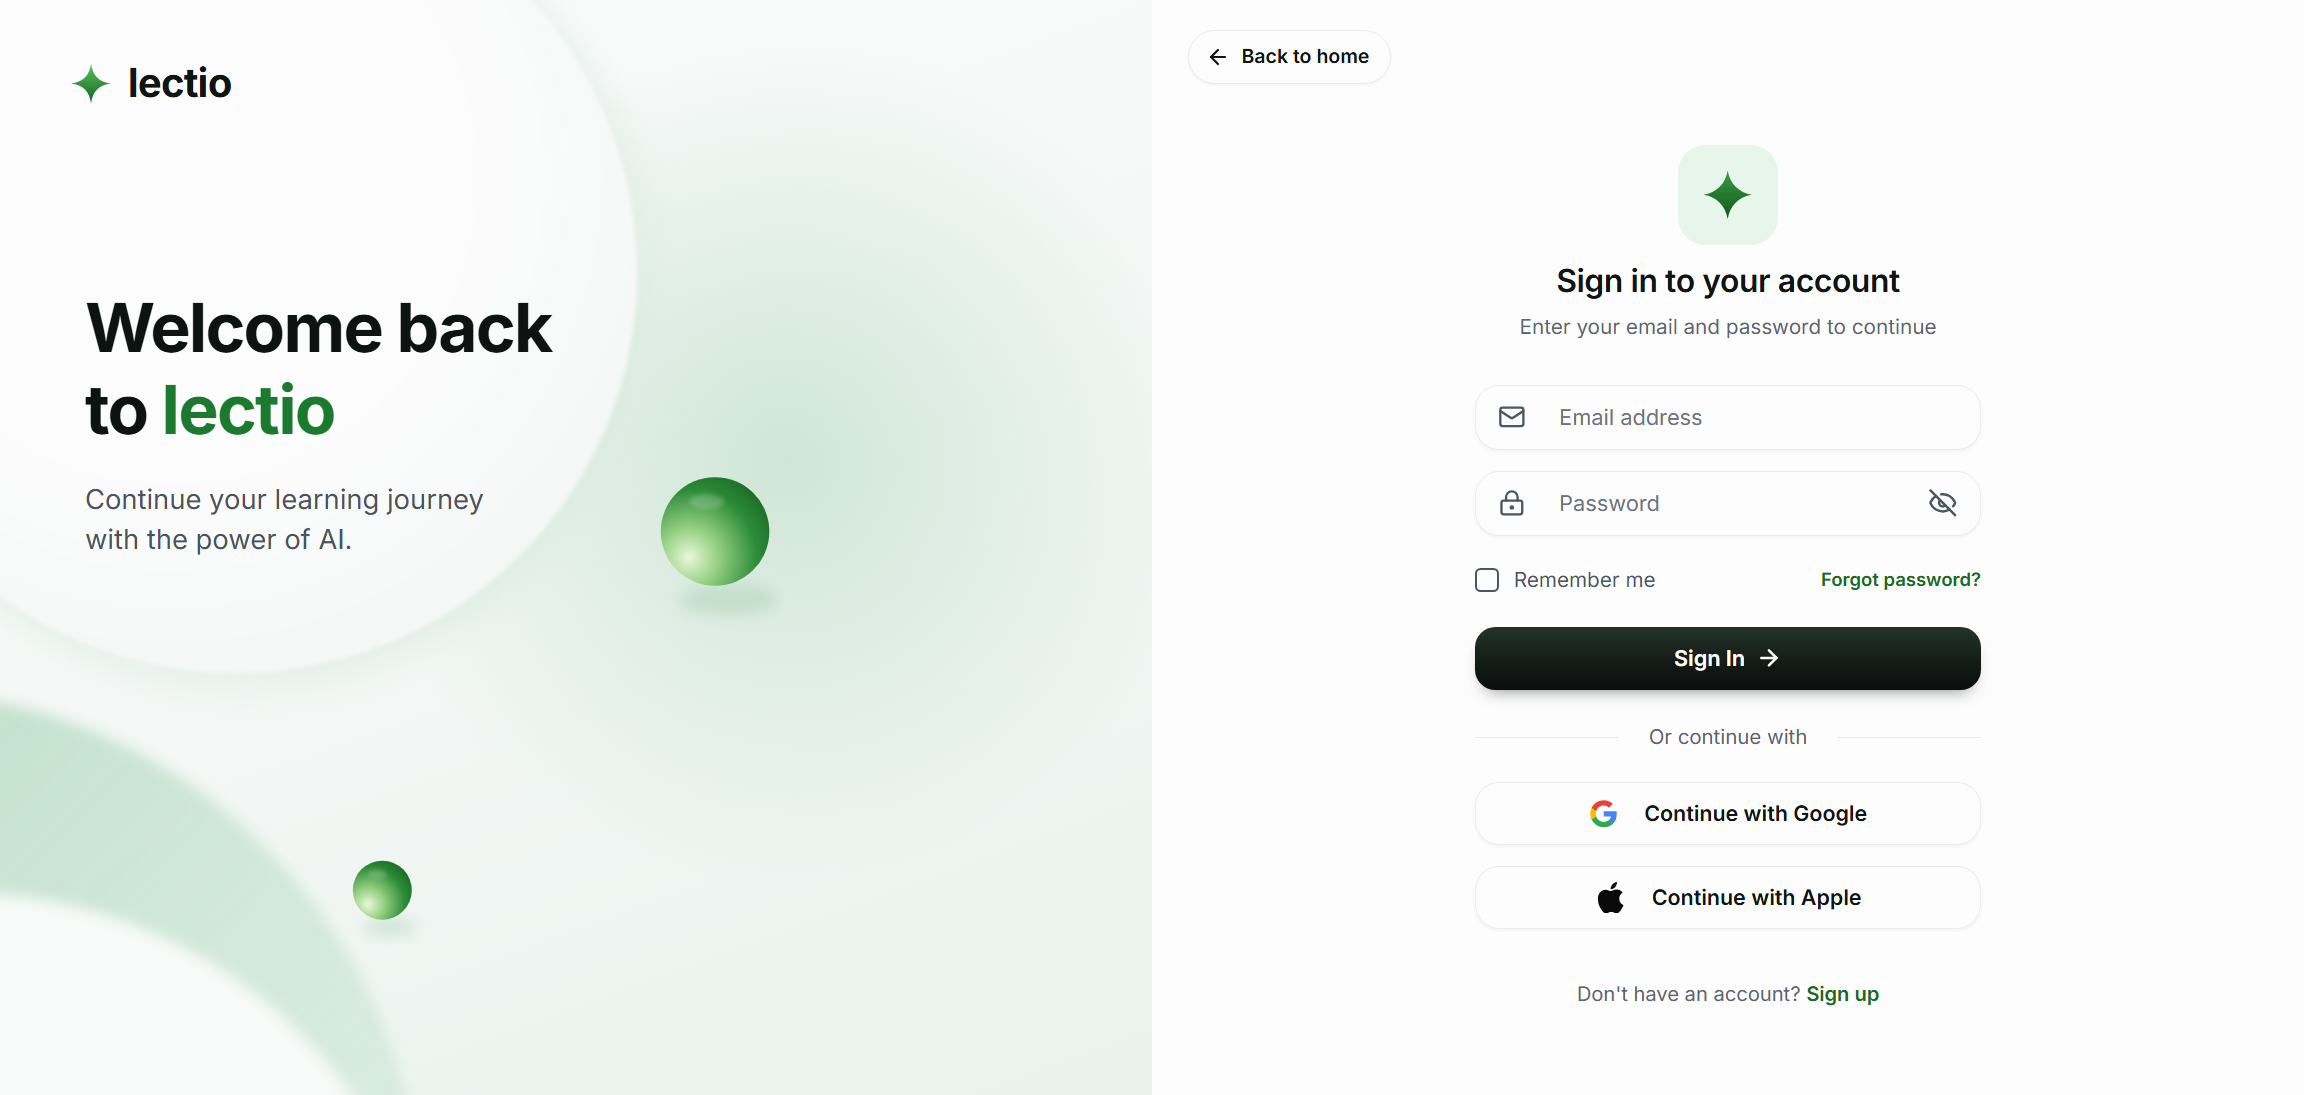 lectio
Welcome back
to lectio
Continue your learning journey
with the power of AI.
Back to home
Sign in to your account
Enter your email and password to continue
Email address
Password
Remember me
Forgot password?
Sign In
Or continue with
Continue with Google
Continue with Apple
Don't have an account? Sign up